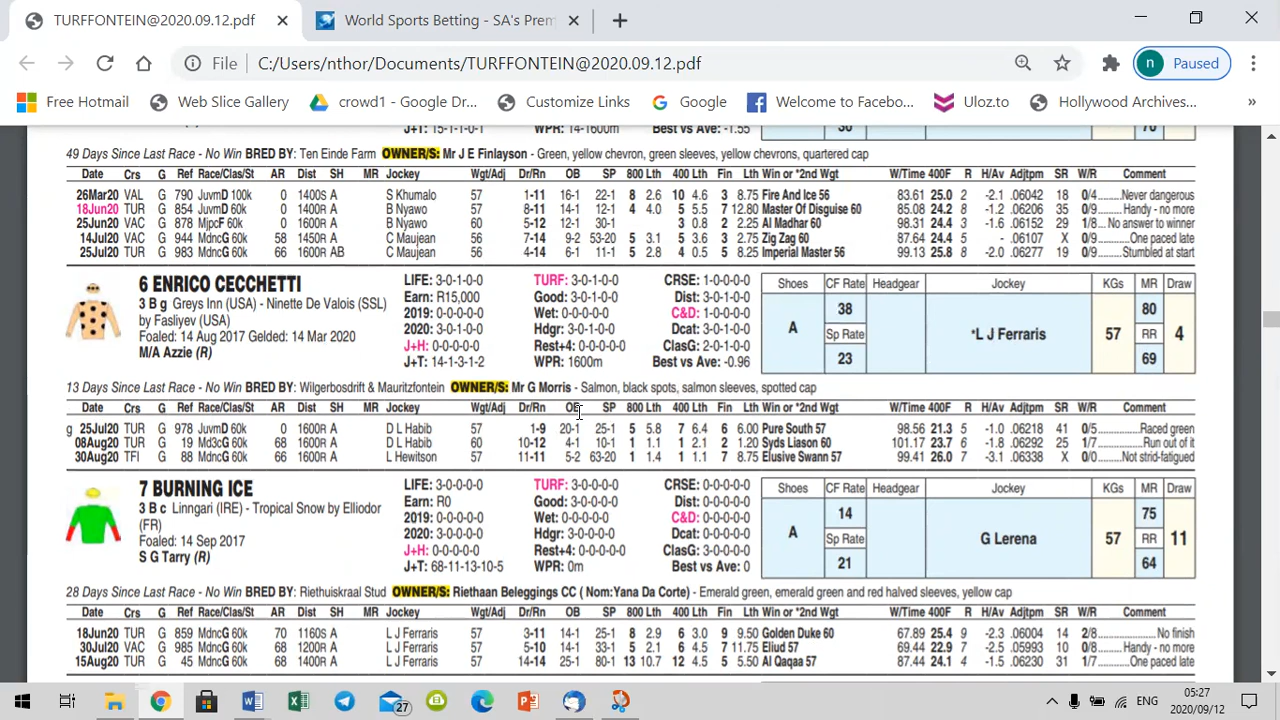 TURFFONTEIN@2020.09.12.pdf
World Sports Betting - SA's Prem
File C:/Users/nthor/Documents/TURFFONTEIN@2020.09.12.pdf
n Paused
Free Hotmail Web Slice Gallery crowd1 - Google Dr... Customize Links Google Welcome to Facec... Uloz.to Hollywood Archives... »
J+T: 15-1-1-0-1 WPR: 14-1600m Best vs Ave: -1.55 30 70
49 Days Since Last Race - No Win BRED BY: Ten Einde Farm OWNER/S: Mr J E Finlayson - Green, yellow chevron, green sleeves, yellow chevrons, quartered cap
Date Crs G Ref Race/Clas/St AR Dist SH MR Jockey Wgt/Adj Dr/Rn OB SP 800 Lth 400 Lth Fin Lth Win or *2nd Wgt W/Time 400F R H/Av Adjtpm SR W/R Comment
26Mar20 VAL G 790 JuvmD 100k 0 1400S A S Khumalo 57 1-11 16-1 22-1 8 2.6 10 4.6 3 8.75 Fire And Ice 56 83.61 25.0 2 -2.1 .06042 18 0/4 ........Never dangerous
18Jun20 TUR G 854 JuvmD 60k 0 1400R A B Nyawo 57 8-11 14-1 12-1 4 4.0 5 5.5 7 12.80 Master Of Disguise 60 85.08 24.2 8 -1.2 .06206 35 0/9 ........Handy - no more
25Jun20 VAC G 878 MjpcF 60k 0 1600R A B Nyawo 60 5-12 12-1 30-1 3 0.8 2 2.25 Al Madhar 60 98.31 24.4 3 -1.6 .06152 29 1/8 ...No answer to winner
14Jul20 VAC G 944 MdncG 60k 58 1450R A C Maujean 57 7-14 9-2 53-20 5 3.1 5 3.6 3 2.75 Zig Zag 60 87.64 24.4 5 - .06107 X 0/9 ..........One paced late
25Jul20 TUR G 983 MdncG 60k 66 1600R AB C Maujean 56 4-14 6-1 11-1 5 2.8 4 0.5 5 8.25 Imperial Master 56 99.13 25.8 8 -2.0 .06277 19 0/9 .......Stumbled at start
6 ENRICO CECCHETTI
3 B g Greys Inn (USA) - Ninette De Valois (SSL)
by Fasliyev (USA)
Foaled: 14 Aug 2017 Gelded: 14 Mar 2020
M/A Azzie (R)
LIFE: 3-0-1-0-0 TURF: 3-0-1-0-0 CRSE: 1-0-0-0-0
Earn: R15,000 Good: 3-0-1-0-0 Dist: 3-0-1-0-0
2019: 0-0-0-0-0 Wet: 0-0-0-0-0 C&D: 1-0-0-0-0
2020: 3-0-1-0-0 Hdgr: 3-0-1-0-0 Dcat: 3-0-1-0-0
J+H: 0-0-0-0-0 Rest+4: 0-0-0-0-0 ClasG: 2-0-1-0-0
J+T: 14-1-3-1-2 WPR: 1600m Best vs Ave: -0.96
Shoes CF Rate Headgear Jockey KGs MR Draw
A 38 Sp Rate 23 *L J Ferraris 57 80 RR 69 4
13 Days Since Last Race - No Win BRED BY: Wilgerbosdrift & Mauritzfontein OWNER/S: Mr G Morris - Salmon, black spots, salmon sleeves, spotted cap
Date Crs G Ref Race/Clas/St AR Dist SH MR Jockey Wgt/Adj Dr/Rn OB SP 800 Lth 400 Lth Fin Lth Win or *2nd Wgt W/Time 400F R H/Av Adjtpm SR W/R Comment
g 25Jul20 TUR G 978 JuvmD 60k 0 1600R A D L Habib 57 1-9 20-1 25-1 5 5.8 7 6.4 6 6.00 Pure South 57 98.56 21.3 5 -1.0 .06218 41 0/5 .............Raced green
08Aug20 TUR G 19 Md3cG 60k 68 1600R A D L Habib 60 10-12 4-1 10-1 1 1.1 1 2.1 2 1.20 Syds Liason 60 101.17 23.7 6 -1.8 .06292 25 1/7 ...............Run out of it
30Aug20 TFI G 88 MdncG 60k 66 1600R A L Hewitson 57 11-11 5-2 63-20 1 1.4 1 1.1 7 8.75 Elusive Swann 57 99.41 26.0 7 -3.1 .06338 X 0/0 ......Not strid-fatigued
7 BURNING ICE
3 B c Linngari (IRE) - Tropical Snow by Elliodor
(FR)
Foaled: 14 Sep 2017
S G Tarry (R)
LIFE: 3-0-0-0-0 TURF: 3-0-0-0-0 CRSE: 0-0-0-0-0
Earn: R0 Good: 3-0-0-0-0 Dist: 0-0-0-0-0
2019: 0-0-0-0-0 Wet: 0-0-0-0-0 C&D: 0-0-0-0-0
2020: 3-0-0-0-0 Hdgr: 3-0-0-0-0 Dcat: 0-0-0-0-0
J+H: 0-0-0-0-0 Rest+4: 0-0-0-0-0 ClasG: 3-0-0-0-0
J+T: 68-11-13-10-5 WPR: 0m Best vs Ave: 0
Shoes CF Rate Headgear Jockey KGs MR Draw
A 14 Sp Rate 21 G Lerena 57 75 RR 64 11
28 Days Since Last Race - No Win BRED BY: Riethuiskraal Stud OWNER/S: Riethaan Beleggings CC ( Nom:Yana Da Corte) - Emerald green, emerald green and red halved sleeves, yellow cap
Date Crs G Ref Race/Clas/St AR Dist SH MR Jockey Wgt/Adj Dr/Rn OB SP 800 Lth 400 Lth Fin Lth Win or *2nd Wgt W/Time 400F R H/Av Adjtpm SR W/R Comment
18Jun20 TUR G 859 MdncG 60k 70 1160S A L J Ferraris 57 3-11 14-1 25-1 8 2.9 6 3.0 9 9.50 Golden Duke 60 67.89 25.4 9 -2.3 .06004 14 2/8 ...................No finish
30Jul20 VAC G 985 MdncG 60k 68 1200R A L J Ferraris 57 5-10 14-1 33-1 5 2.1 6 4.5 7 11.75 Eliud 57 69.44 22.9 7 -2.5 .05993 10 0/8 ........Handy - no more
15Aug20 TUR G 45 MdncG 60k 68 1400R A L J Ferraris 57 14-14 25-1 80-1 13 10.7 12 4.5 5 5.50 Al Qaqaa 57 87.44 24.1 4 -1.5 .06230 31 1/7 ..........One paced late
27
ENG
05:27
2020/09/12